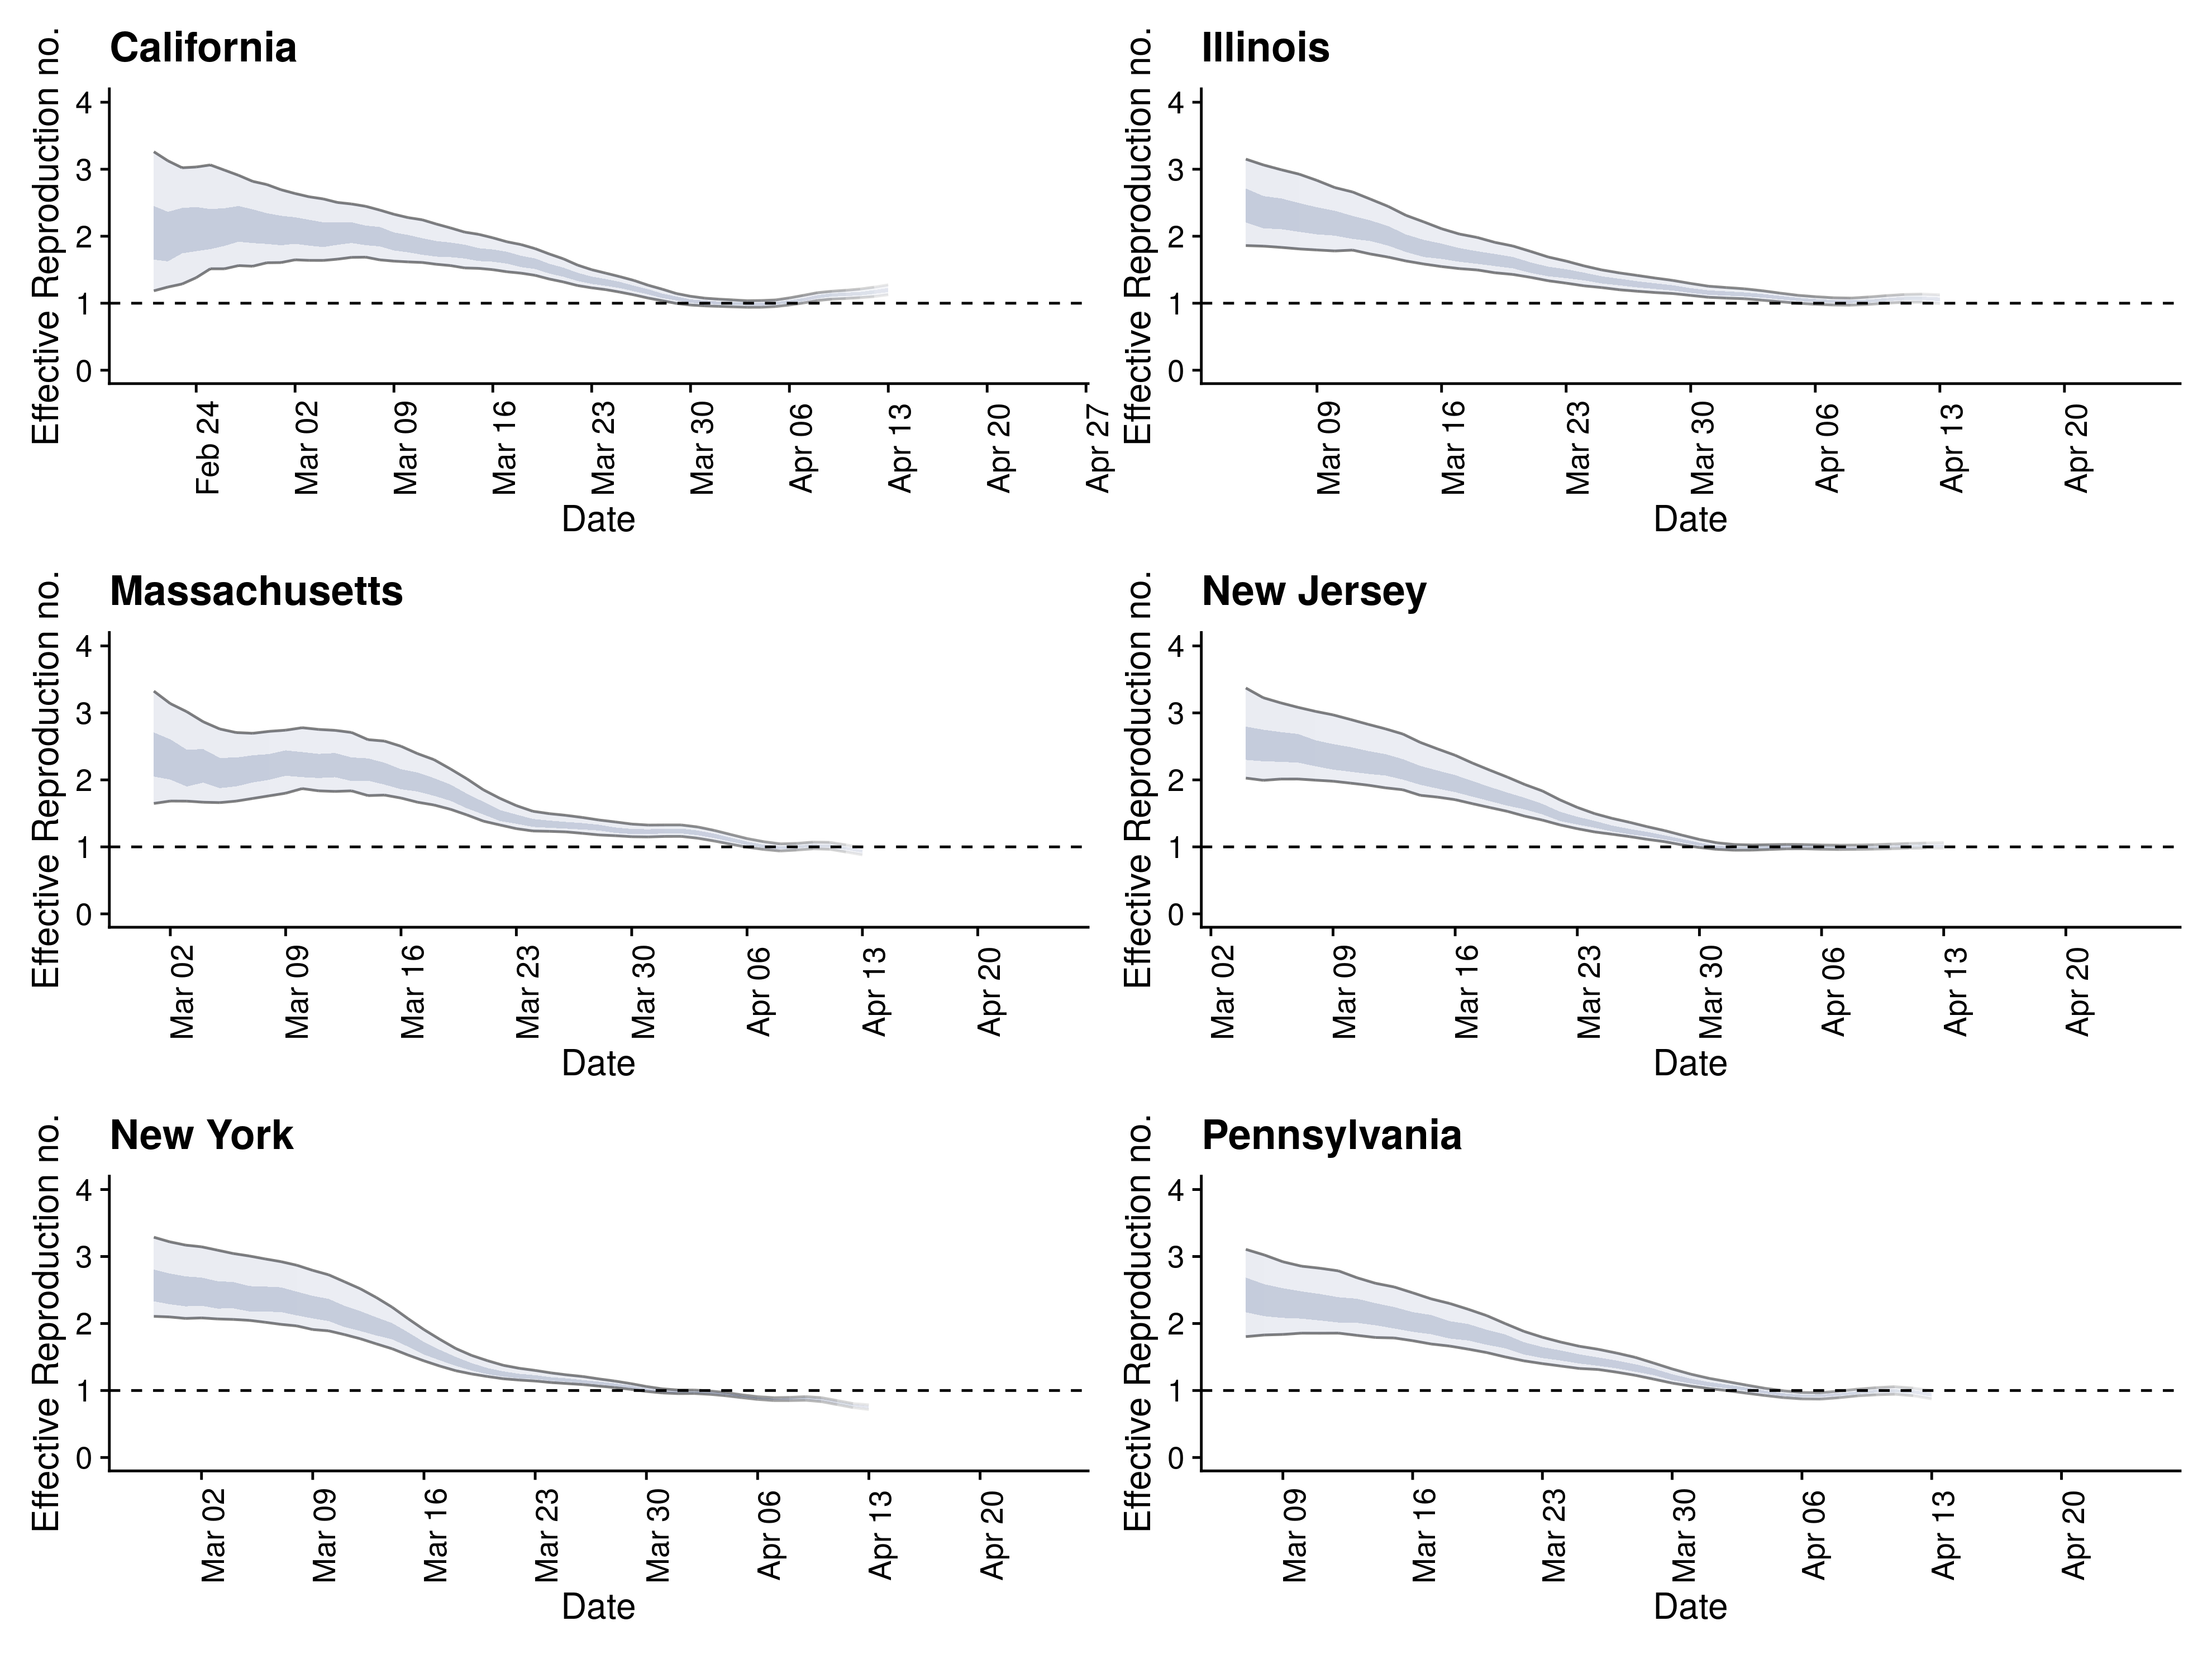 California
Effective Reproduction no.
4
3
2
1
0
Feb 24
Mar 02
Mar 09
Mar 16
Mar 23
Mar 30
Apr 06
Apr 13
Apr 20
Apr 27
Date
Illinois
Effective Reproduction no.
4
3
2
1
0
Mar 09
Mar 16
Mar 23
Mar 30
Apr 06
Apr 13
Apr 20
Date
Massachusetts
Effective Reproduction no.
4
3
2
1
0
Mar 02
Mar 09
Mar 16
Mar 23
Mar 30
Apr 06
Apr 13
Apr 20
Date
New Jersey
Effective Reproduction no.
4
3
2
1
0
Mar 02
Mar 09
Mar 16
Mar 23
Mar 30
Apr 06
Apr 13
Apr 20
Date
New York
Effective Reproduction no.
4
3
2
1
0
Mar 02
Mar 09
Mar 16
Mar 23
Mar 30
Apr 06
Apr 13
Apr 20
Date
Pennsylvania
Effective Reproduction no.
4
3
2
1
0
Mar 09
Mar 16
Mar 23
Mar 30
Apr 06
Apr 13
Apr 20
Date